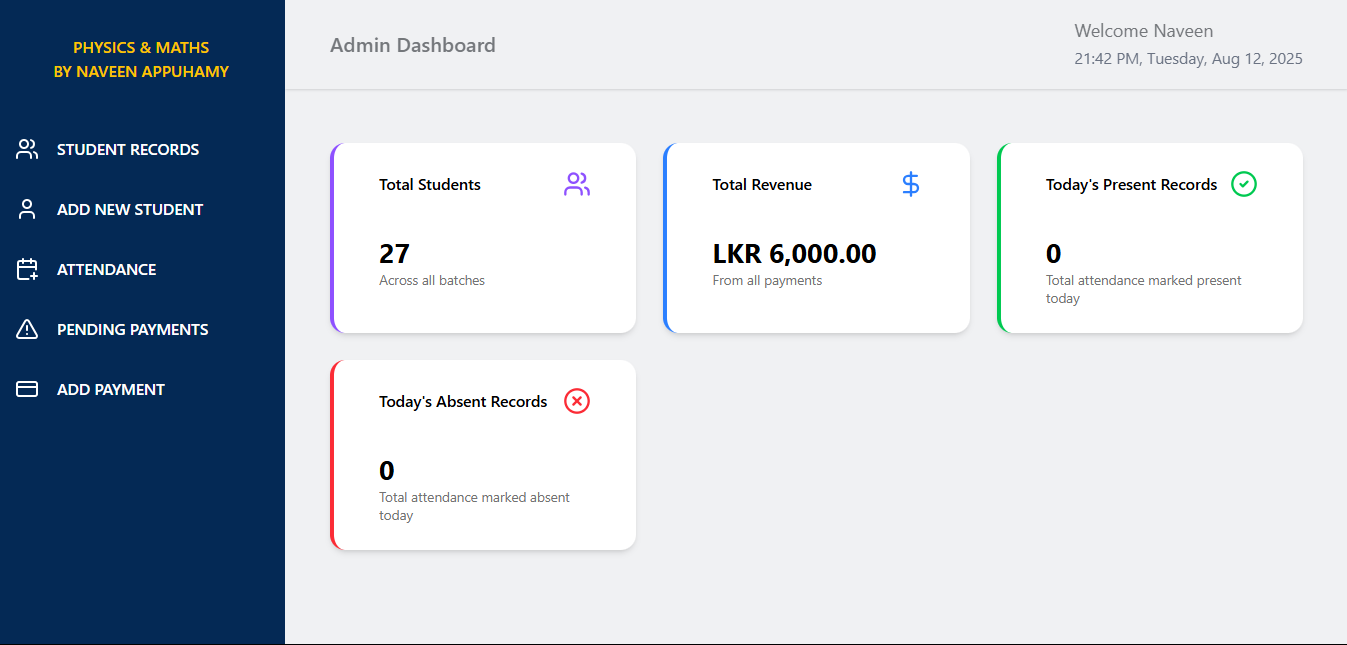 PHYSICS & MATHS
BY NAVEEN APPUHAMY
STUDENT RECORDS
ADD NEW STUDENT
ATTENDANCE
PENDING PAYMENTS
ADD PAYMENT
Admin Dashboard
Welcome Naveen
21:42 PM, Tuesday, Aug 12, 2025
Total Students
27
Across all batches
Total Revenue
LKR 6,000.00
From all payments
Today's Present Records
0
Total attendance marked present
today
Today's Absent Records
0
Total attendance marked absent
today